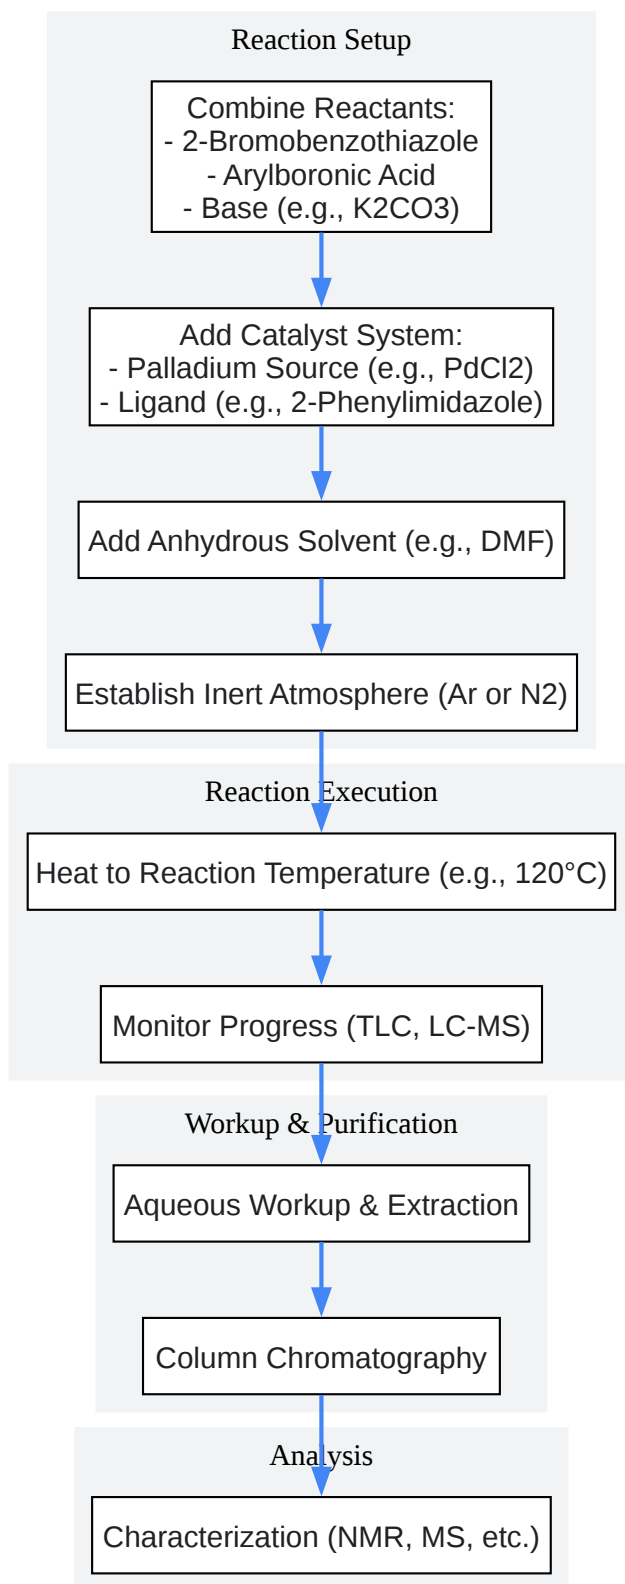 Reaction Setup
Combine Reactants:
- 2-Bromobenzothiazole
- Arylboronic Acid
- Base (e.g., K2CO3)
Add Catalyst System:
- Palladium Source (e.g., PdCl2)
- Ligand (e.g., 2-Phenylimidazole)
Add Anhydrous Solvent (e.g., DMF)
Establish Inert Atmosphere (Ar or N2)
Reaction Execution
Heat to Reaction Temperature (e.g., 120°C)
Monitor Progress (TLC, LC-MS)
Workup & Purification
Aqueous Workup & Extraction
Column Chromatography
Analysis
Characterization (NMR, MS, etc.)